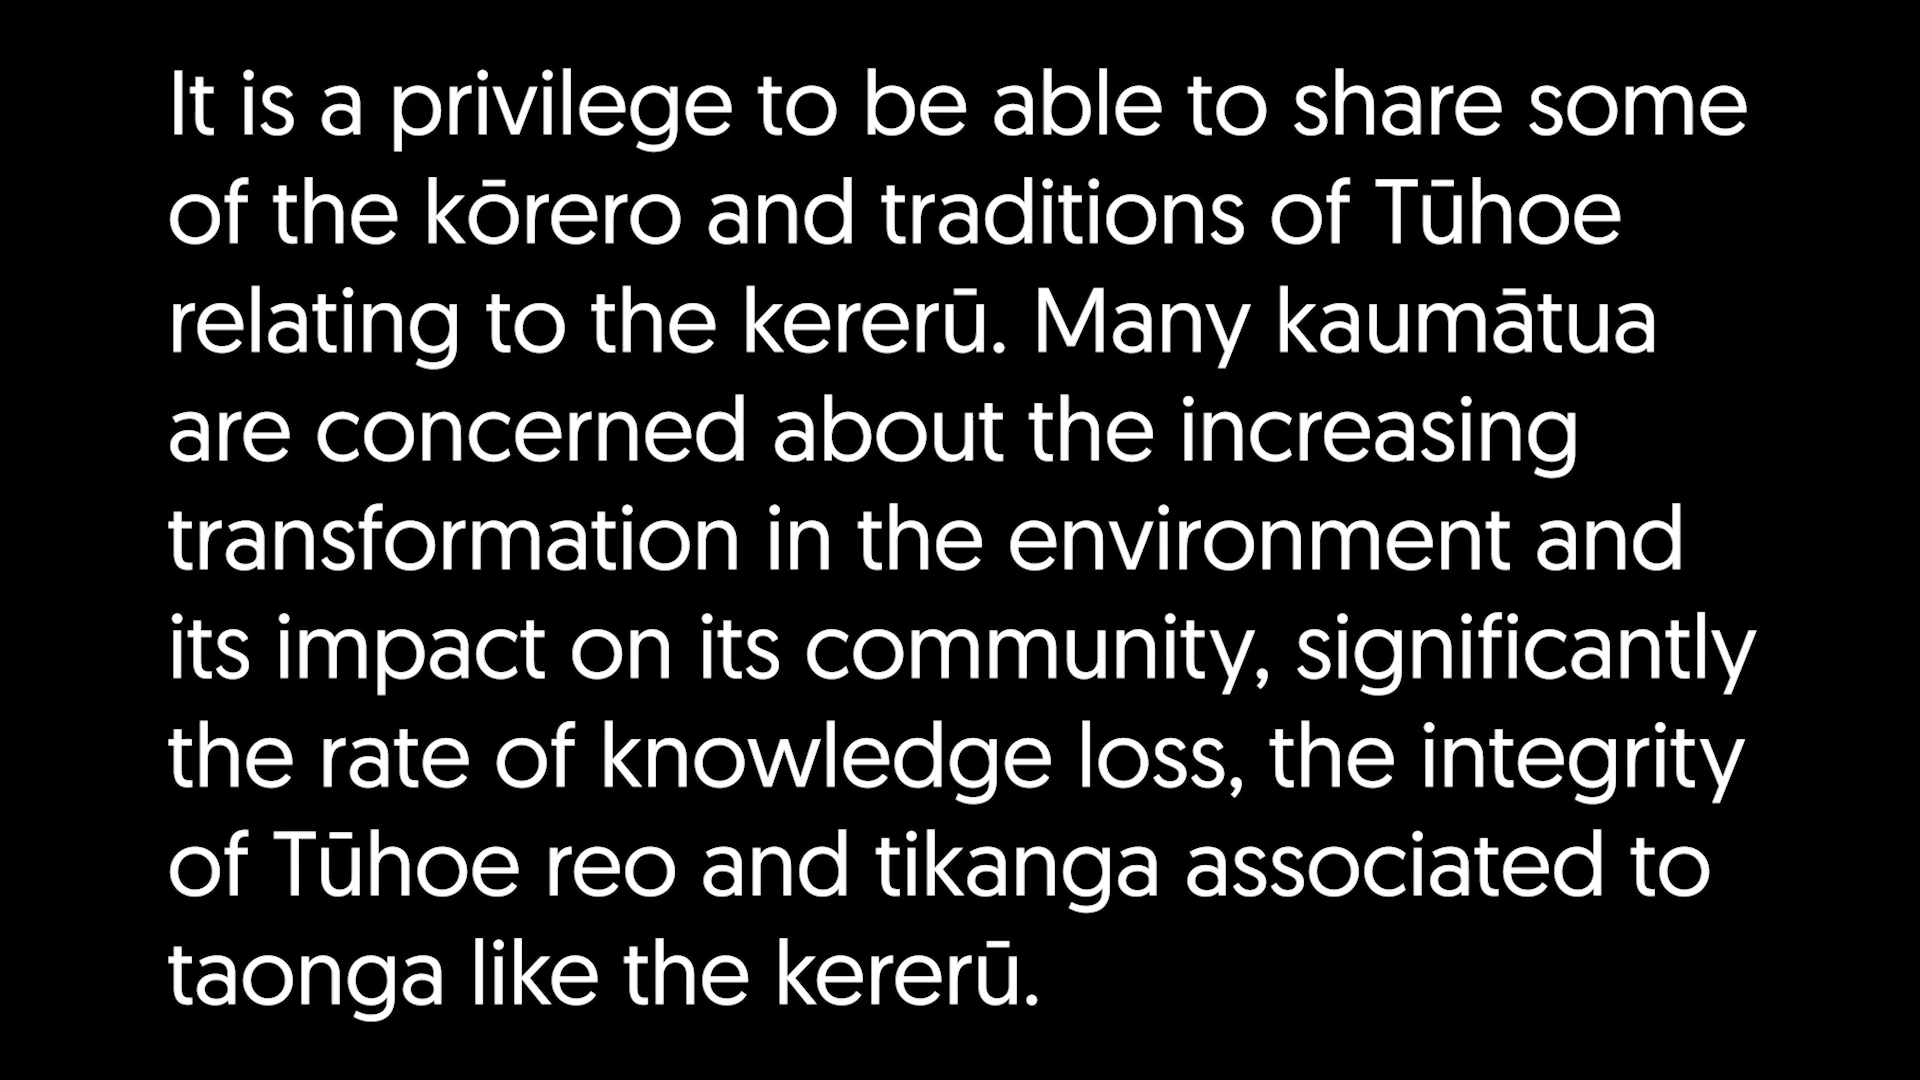 It is a privilege to be able to share some
of the kōrero and traditions of Tūhoe
relating to the kererū. Many kaumātua
are concerned about the increasing
transformation in the environment and
its impact on its community, significantly
the rate of knowledge loss, the integrity
of Tūhoe reo and tikanga associated to
taonga like the kererū.